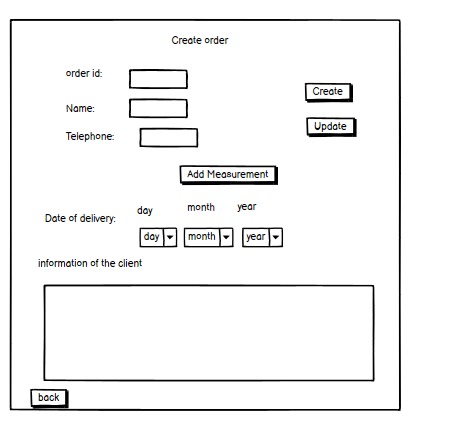 Create order
order id:
Create
Name:
Update
Telephone:
Add Measurement
day month year
Date of delivery:
day month year
information of the client
back